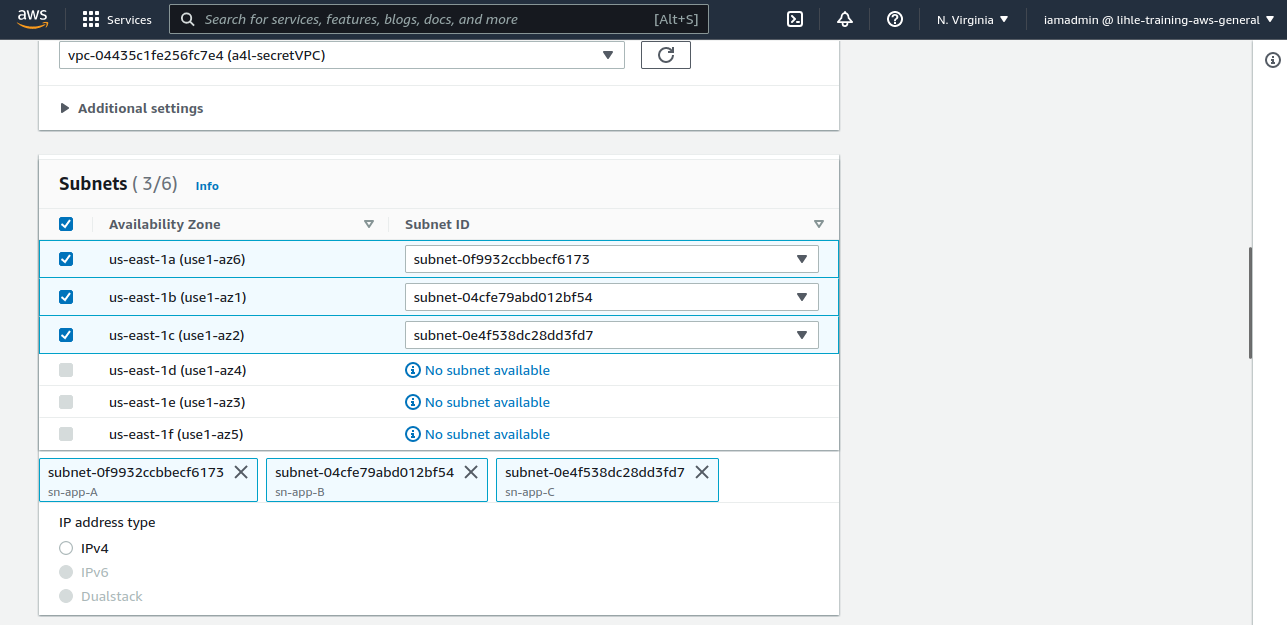 aws
Services
Search for services, features, blogs, docs, and more [Alt+S]
N. Virginia
iamadmin @ lihle-training-aws-general
vpc-04435c1fe256fc7e4 (a4l-secretVPC)
Additional settings
Subnets ( 3/6) Info
Availability Zone Subnet ID
us-east-1a (use1-az6) subnet-0f9932ccbbecf6173
us-east-1b (use1-az1) subnet-04cfe79abd012bf54
us-east-1c (use1-az2) subnet-0e4f538dc28dd3fd7
us-east-1d (use1-az4) No subnet available
us-east-1e (use1-az3) No subnet available
us-east-1f (use1-az5) No subnet available
subnet-0f9932ccbbecf6173 subnet-04cfe79abd012bf54 subnet-0e4f538dc28dd3fd7
sn-app-A sn-app-B sn-app-C
IP address type
IPv4
IPv6
Dualstack